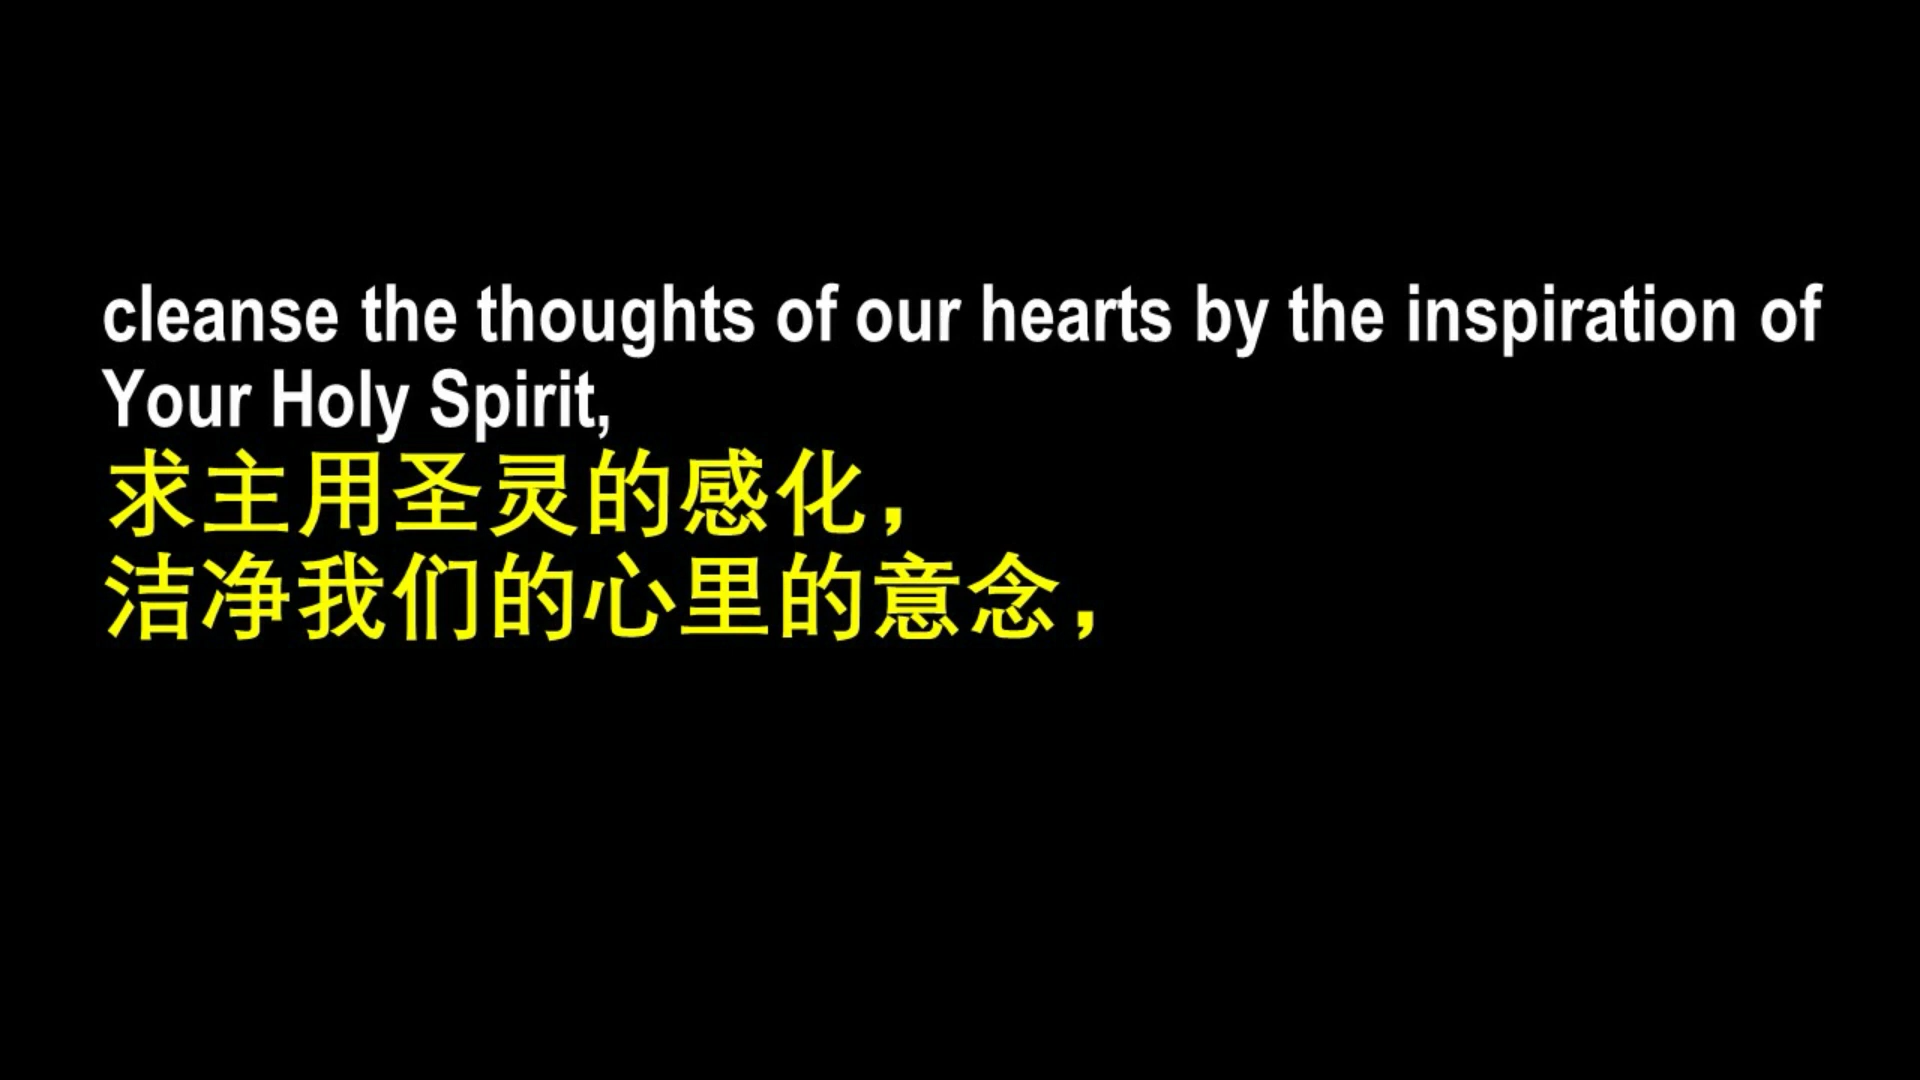 cleanse the thoughts of our hearts by the inspiration of
Your Holy Spirit,
求主用圣灵的感化，
洁净我们的心里的意念，